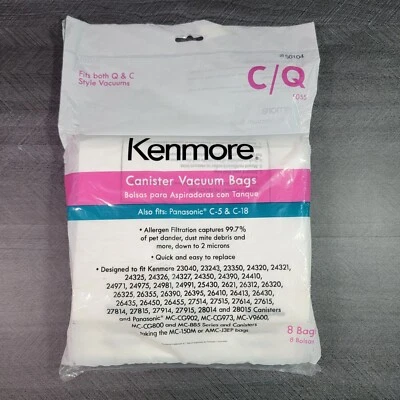 #50104
Fits both Q & C
Style Vacuums
C/Q
Kenmore
Canister Vacuum Bags
Bolsas para Aspiradoras con Tanque
Also fits: Panasonic® C-5 & C-18
• Allergen Filtration captures 99.7%
of pet dander, dust mite debris and
more, down to 2 microns
• Quick and easy to replace
• Designed to fit Kenmore 23040, 23243, 23350, 24320, 24321,
24325, 24326, 24327, 24350, 24390, 24410,
24971, 24975, 24981, 24991, 25430, 2621, 26312, 26320,
26325, 26355, 26390, 26395, 26410, 26413, 26430,
26435, 26450, 26455, 27514, 27515, 27614, 27615,
27814, 27815, 27914, 27915, 28014 and 28015 Canisters
and Panasonic® MC-CG902, MC-CG973, MC-V9600,
MC-CG800 and MC-885 Series and Canisters
taking the MC-150M or AMC-J3EP Bags
8 Bags
8 Bolsas